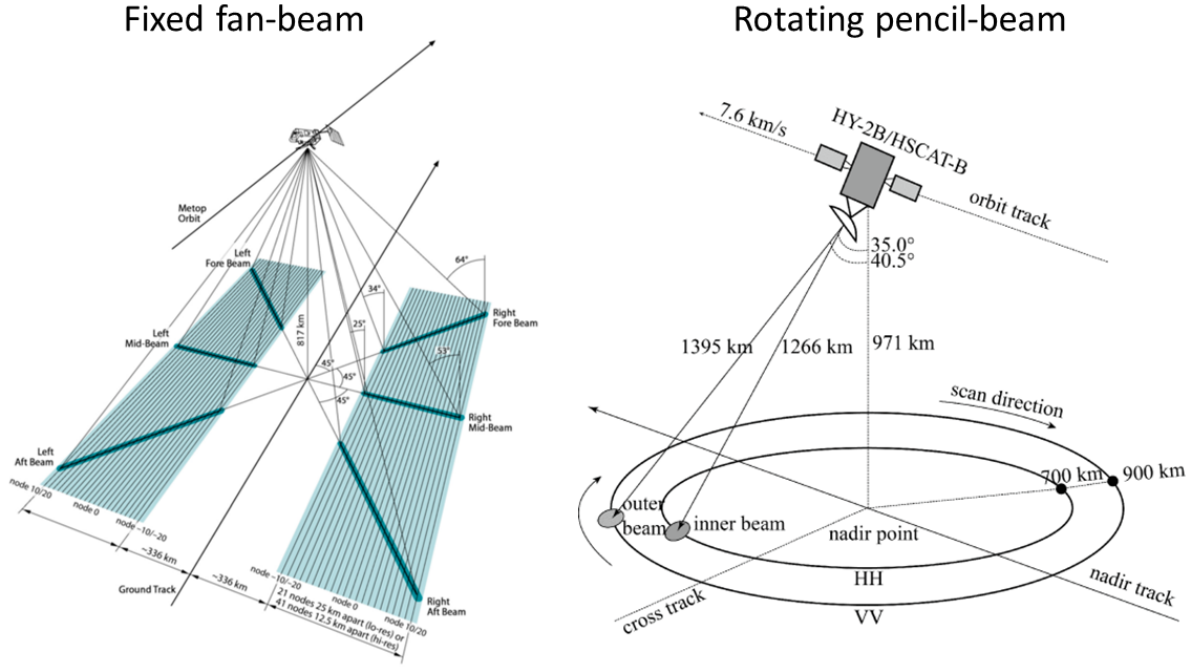 Fixed fan-beam
Metop
Orbit
Left
Fore Beam
64°
34°
817 km
25°
Right
Fore Beam
Left
Mid-Beam
53°
45°
45°
45°
Right
Mid-Beam
Left
Aft Beam
node 10/20
node 0
node –10/–20
~336 km
~336 km
Ground Track
node –10/–20
node 0
node 10/20
Right
Aft Beam
21 nodes 25 km apart (lo-res) or
41 nodes 12.5 km apart (hi-res)
Rotating pencil-beam
7.6 km/s
HY-2B/HSCAT-B
orbit track
35.0°
40.5°
1395 km
1266 km
971 km
scan direction
700 km
900 km
outer
beam
inner beam
nadir point
HH
VV
cross track
nadir track